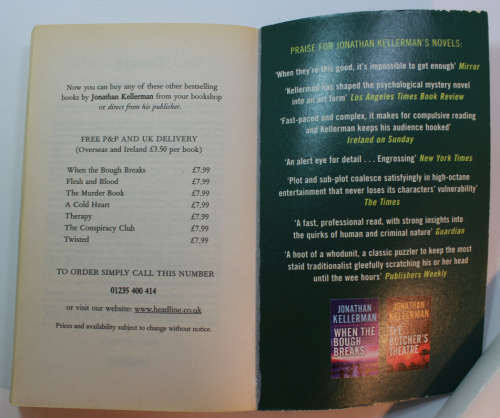 Now you can buy any of these other bestselling
books by Jonathan Kellerman from your bookshop
or direct from his publisher.
FREE P&P AND UK DELIVERY
(Overseas and Ireland £3.50 per book)
When the Bough Breaks £7.99
Flesh and Blood £7.99
The Murder Book £7.99
A Cold Heart £7.99
Therapy £7.99
The Conspiracy Club £7.99
Twisted £7.99
TO ORDER SIMPLY CALL THIS NUMBER
01235 400 414
or visit our website: www.headline.co.uk
Prices and availability subject to change without notice.
PRAISE FOR JONATHAN KELLERMAN'S NOVELS:
'When they're this good, it's impossible to get enough' Mirror
'Kellerman has shaped the psychological mystery novel
into an art form' Los Angeles Times Book Review
'Fast-paced and complex, it makes for compulsive reading
and Kellerman keeps his audience hooked'
Ireland on Sunday
'An alert eye for detail . . . Engrossing' New York Times
'Plot and sub-plot coalesce satisfyingly in high-octane
entertainment that never loses its characters' vulnerability'
The Times
'A fast, professional read, with strong insights into
the quirks of human and criminal nature' Guardian
'A hoot of a whodunit, a classic puzzler to keep the most
staid traditionalist gleefully scratching his or her head
until the wee hours' Publishers Weekly
JONATHAN
KELLERMAN
WHEN THE
BOUGH
BREAKS
JONATHAN
KELLERMAN
THE
BUTCHER'S
THEATRE